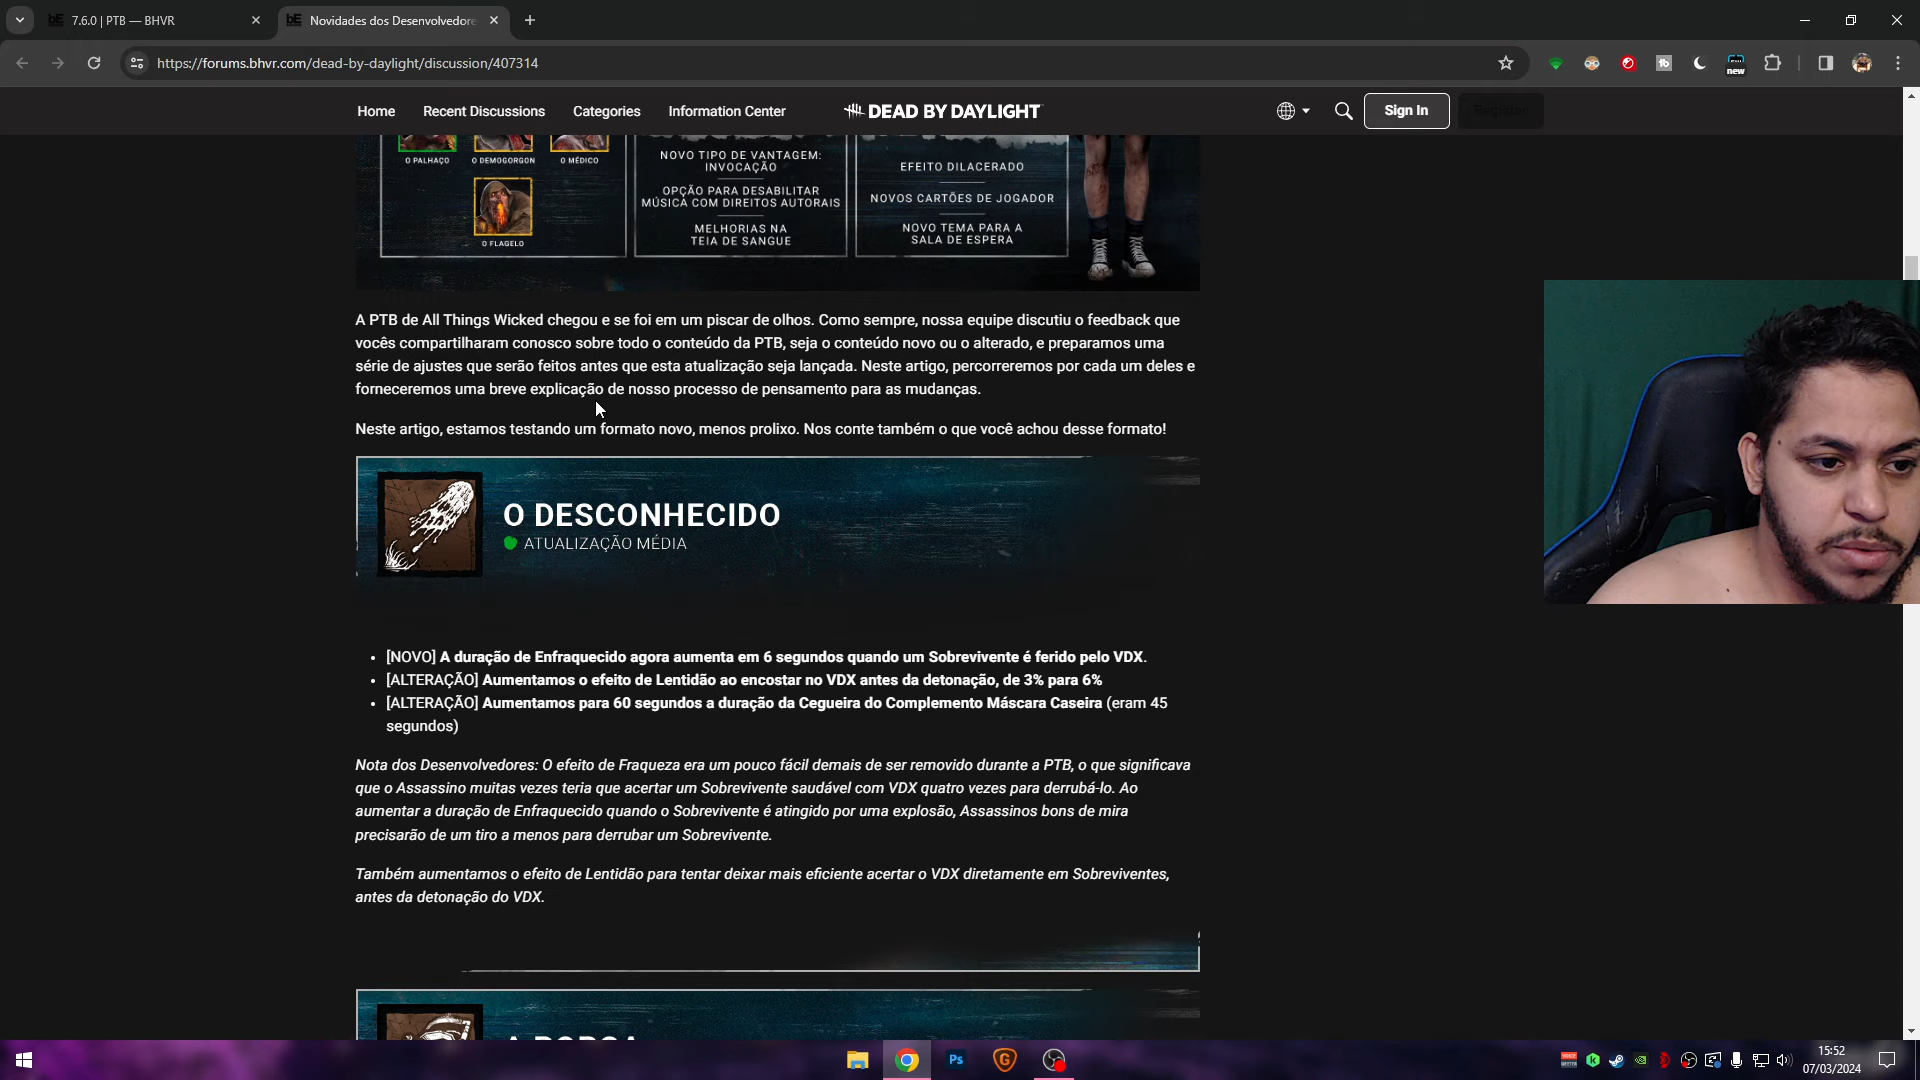 7.6.0 | PTB — BHVR
Novidades dos Desenvolvedore
https://forums.bhvr.com/dead-by-daylight/discussion/407314
new
Home
Recent Discussions
Categories
Information Center
DEAD BY DAYLIGHT
Sign In
Register
O PALHAÇO
O DEMOGORGON
O MÉDICO
O FLAGELO
NOVO TIPO DE VANTAGEM:
INVOCAÇÃO
OPÇÃO PARA DESABILITAR
MÚSICA COM DIREITOS AUTORAIS
MELHORIAS NA
TEIA DE SANGUE
EFEITO DILACERADO
NOVOS CARTÕES DE JOGADOR
NOVO TEMA PARA A
SALA DE ESPERA
A PTB de All Things Wicked chegou e se foi em um piscar de olhos. Como sempre, nossa equipe discutiu o feedback que
vocês compartilharam conosco sobre todo o conteúdo da PTB, seja o conteúdo novo ou o alterado, e preparamos uma
série de ajustes que serão feitos antes que esta atualização seja lançada. Neste artigo, percorreremos por cada um deles e
forneceremos uma breve explicação de nosso processo de pensamento para as mudanças.
Neste artigo, estamos testando um formato novo, menos prolixo. Nos conte também o que você achou desse formato!
O DESCONHECIDO
ATUALIZAÇÃO MÉDIA
• [NOVO] A duração de Enfraquecido agora aumenta em 6 segundos quando um Sobrevivente é ferido pelo VDX.
• [ALTERAÇÃO] Aumentamos o efeito de Lentidão ao encostar no VDX antes da detonação, de 3% para 6%
• [ALTERAÇÃO] Aumentamos para 60 segundos a duração da Cegueira do Complemento Máscara Caseira (eram 45
segundos)
Nota dos Desenvolvedores: O efeito de Fraqueza era um pouco fácil demais de ser removido durante a PTB, o que significava
que o Assassino muitas vezes teria que acertar um Sobrevivente saudável com VDX quatro vezes para derrubá-lo. Ao
aumentar a duração de Enfraquecido quando o Sobrevivente é atingido por uma explosão, Assassinos bons de mira
precisarão de um tiro a menos para derrubar um Sobrevivente.
Também aumentamos o efeito de Lentidão para tentar deixar mais eficiente acertar o VDX diretamente em Sobreviventes,
antes da detonação do VDX.
Ps
15:52
07/03/2024